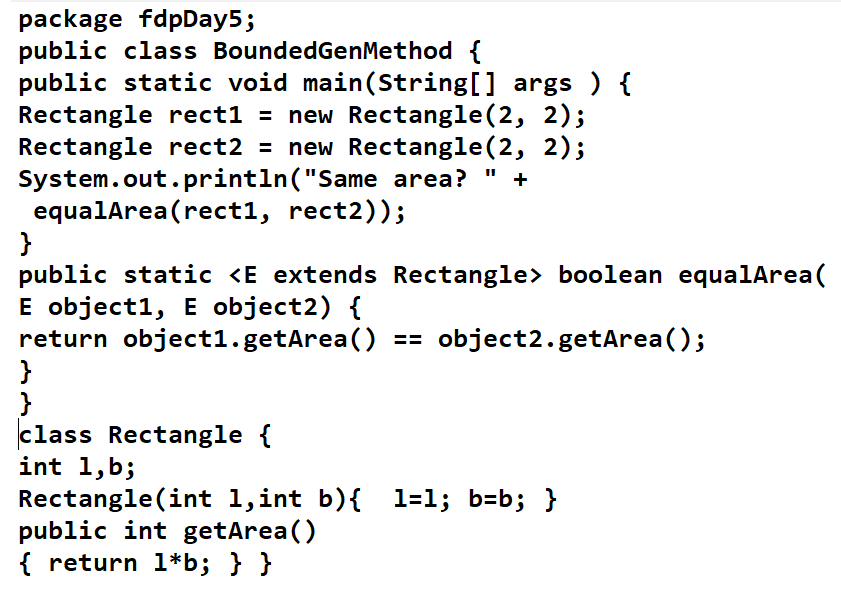 package fdpDay5;
public class BoundedGenMethod {
public static void main(String[] args ) {
Rectangle rect1 = new Rectangle(2, 2);
Rectangle rect2 = new Rectangle(2, 2);
System.out.println("Same area? " +
 equalArea(rect1, rect2));
}
public static <E extends Rectangle> boolean equalArea(
E object1, E object2) {
return object1.getArea() == object2.getArea();
}
}
class Rectangle {
int l,b;
Rectangle(int l,int b){  l=l; b=b; }
public int getArea()
{ return l*b; } }